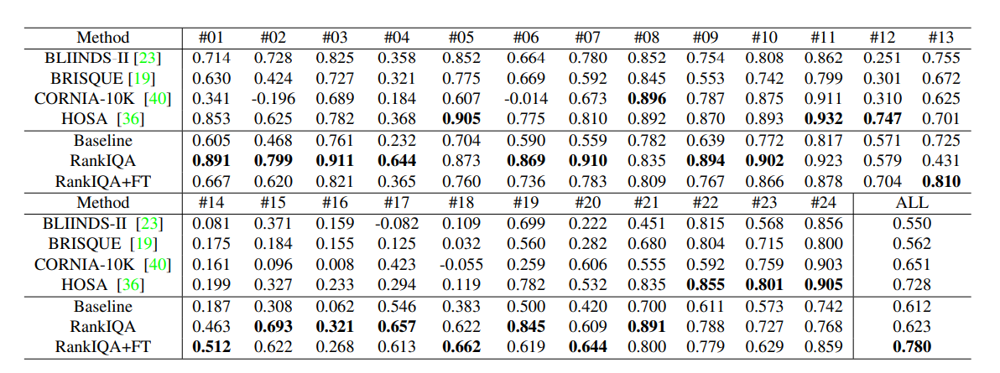 Method #01 #02 #03 #04 #05 #06 #07 #08 #09 #10 #11 #12 #13
BLIINDS-II [23] 0.714 0.728 0.825 0.358 0.852 0.664 0.780 0.852 0.754 0.808 0.862 0.251 0.755
BRISQUE [19] 0.630 0.424 0.727 0.321 0.775 0.669 0.592 0.845 0.553 0.742 0.799 0.301 0.672
CORNIA-10K [40] 0.341 -0.196 0.689 0.184 0.607 -0.014 0.673 0.896 0.787 0.875 0.911 0.310 0.625
HOSA [36] 0.853 0.625 0.782 0.368 0.905 0.775 0.810 0.892 0.870 0.893 0.932 0.747 0.701
Baseline 0.605 0.468 0.761 0.232 0.704 0.590 0.559 0.782 0.639 0.772 0.817 0.571 0.725
RankIQA 0.891 0.799 0.911 0.644 0.873 0.869 0.910 0.835 0.894 0.902 0.923 0.579 0.431
RankIQA+FT 0.667 0.620 0.821 0.365 0.760 0.736 0.783 0.809 0.767 0.866 0.878 0.704 0.810
Method #14 #15 #16 #17 #18 #19 #20 #21 #22 #23 #24 ALL
BLIINDS-II [23] 0.081 0.371 0.159 -0.082 0.109 0.699 0.222 0.451 0.815 0.568 0.856 0.550
BRISQUE [19] 0.175 0.184 0.155 0.125 0.032 0.560 0.282 0.680 0.804 0.715 0.800 0.562
CORNIA-10K [40] 0.161 0.096 0.008 0.423 -0.055 0.259 0.606 0.555 0.592 0.759 0.903 0.651
HOSA [36] 0.199 0.327 0.233 0.294 0.119 0.782 0.532 0.835 0.855 0.801 0.905 0.728
Baseline 0.187 0.308 0.062 0.546 0.383 0.500 0.420 0.700 0.611 0.573 0.742 0.612
RankIQA 0.463 0.693 0.321 0.657 0.622 0.845 0.609 0.891 0.788 0.727 0.768 0.623
RankIQA+FT 0.512 0.622 0.268 0.613 0.662 0.619 0.644 0.800 0.779 0.629 0.859 0.780